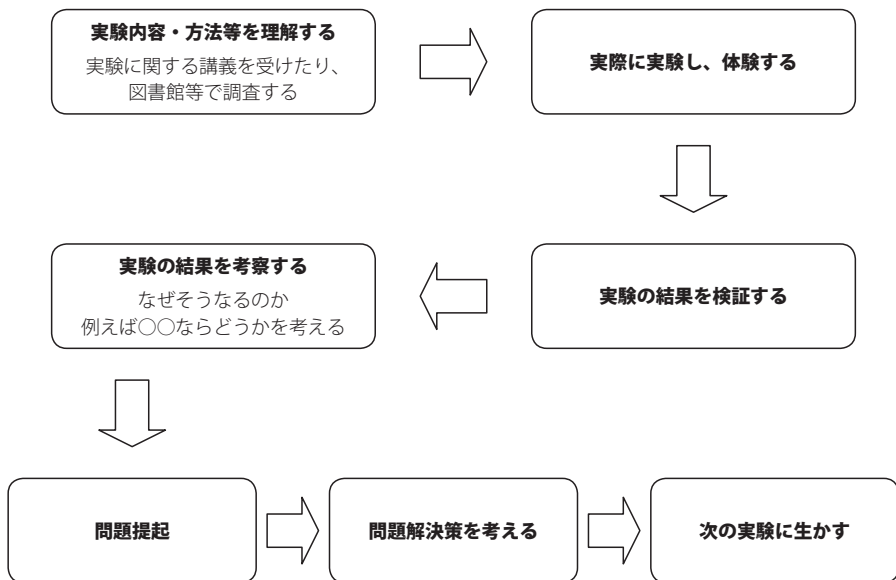 実験内容・方法等を理解する
実験に関する講義を受けたり、
図書館等で調査する
実際に実験し、体験する
実験の結果を検証する
実験の結果を考察する
なぜそうなるのか
例えば〇〇ならどうかを考える
問題提起
問題解決策を考える
次の実験に生かす